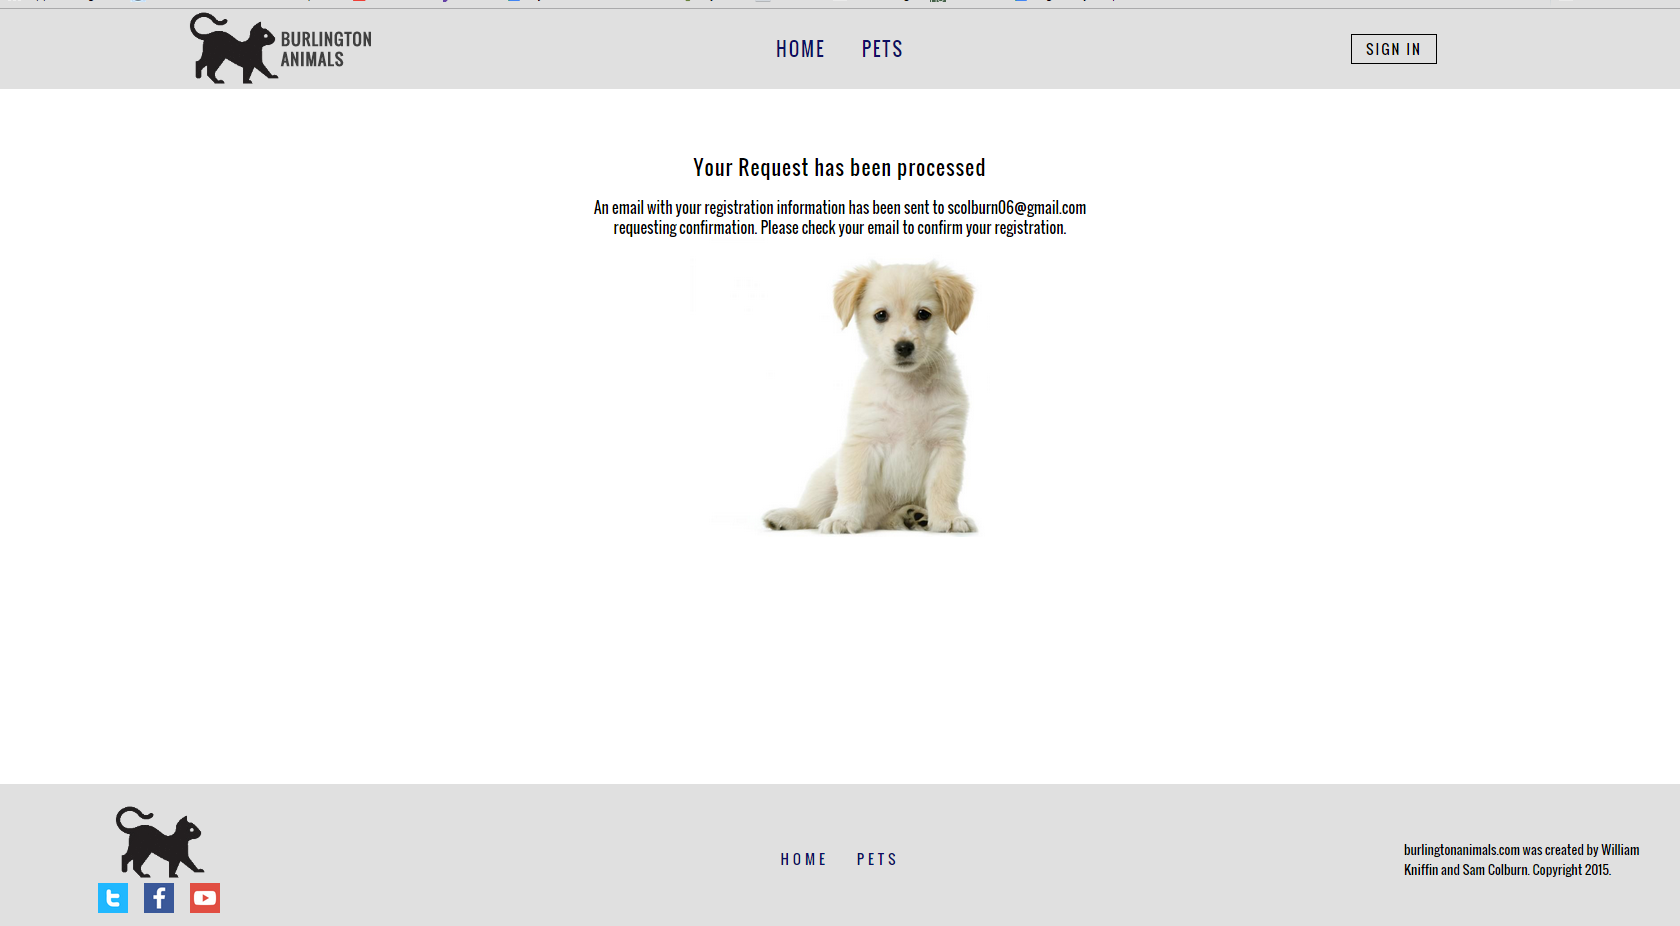 BURLINGTON
ANIMALS
HOME PETS
SIGN IN
Your Request has been processed
An email with your registration information has been sent to scolburn06@gmail.com
requesting confirmation. Please check your email to confirm your registration.
HOME PETS
burlingtonanimals.com was created by William
Kniffin and Sam Colburn. Copyright 2015.